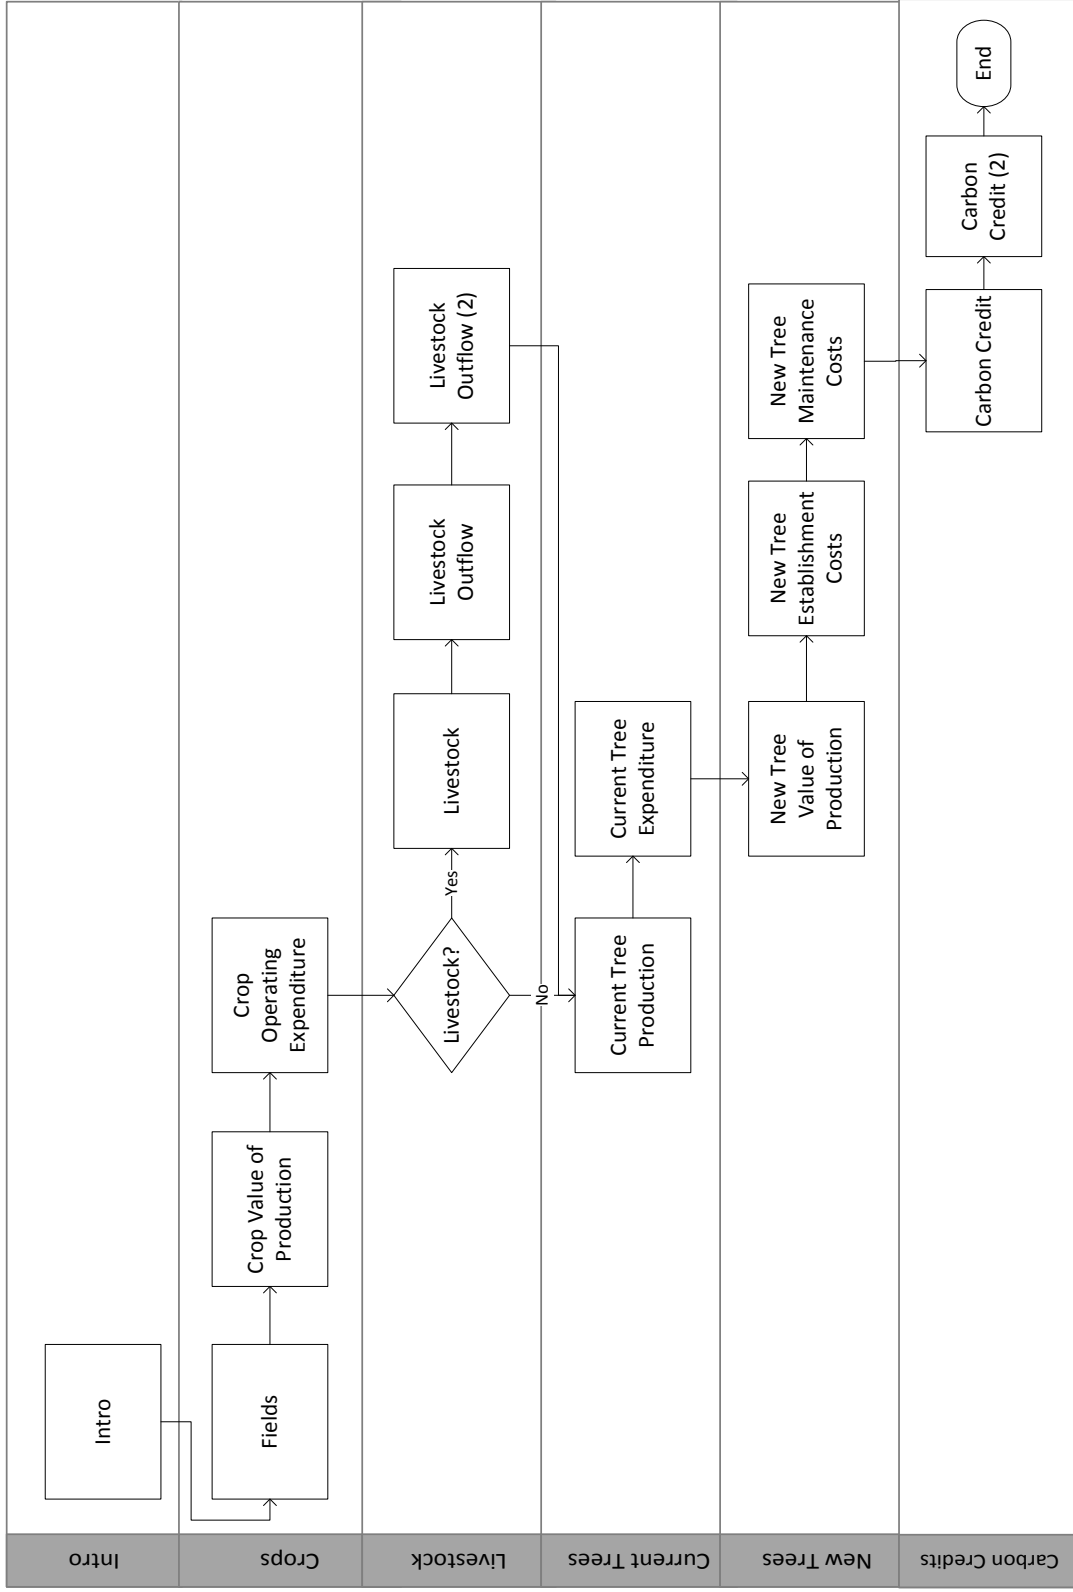 Intro
Intro
Crops
Fields
Crop Value of
Production
Crop
Operating
Expenditure
Livestock
Livestock?
Yes
No
Livestock
Livestock
Outflow
Livestock
Outflow (2)
Current Trees
Current Tree
Production
Current Tree
Expenditure
New Trees
New Tree
Value of
Production
New Tree
Establishment
Costs
New Tree
Maintenance
Costs
Carbon Credits
Carbon Credit
Carbon
Credit (2)
End